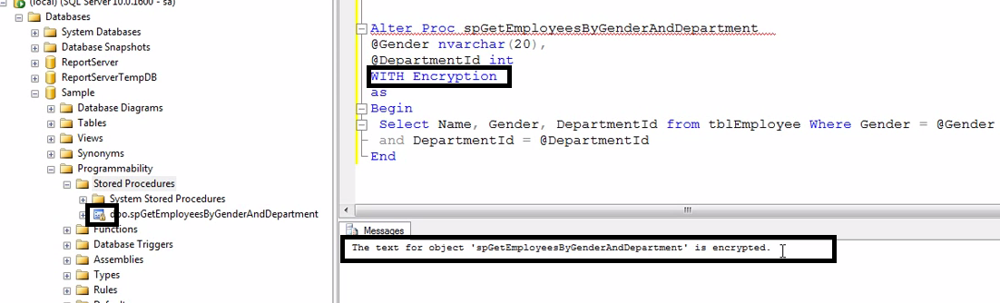 (local) (SQL Server 10.0.1600 - sa)
Databases
System Databases
Database Snapshots
ReportServer
ReportServerTempDB
Sample
Database Diagrams
Tables
Views
Synonyms
Programmability
Stored Procedures
System Stored Procedures
dbo.spGetEmployeesByGenderAndDepartment
Functions
Database Triggers
Assemblies
Types
Rules
Alter Proc spGetEmployeesByGenderAndDepartment
@Gender nvarchar(20),
@DepartmentId int
WITH Encryption
as
Begin
Select Name, Gender, DepartmentId from tblEmployee Where Gender = @Gender
and DepartmentId = @DepartmentId
End
Messages
The text for object 'spGetEmployeesByGenderAndDepartment' is encrypted.